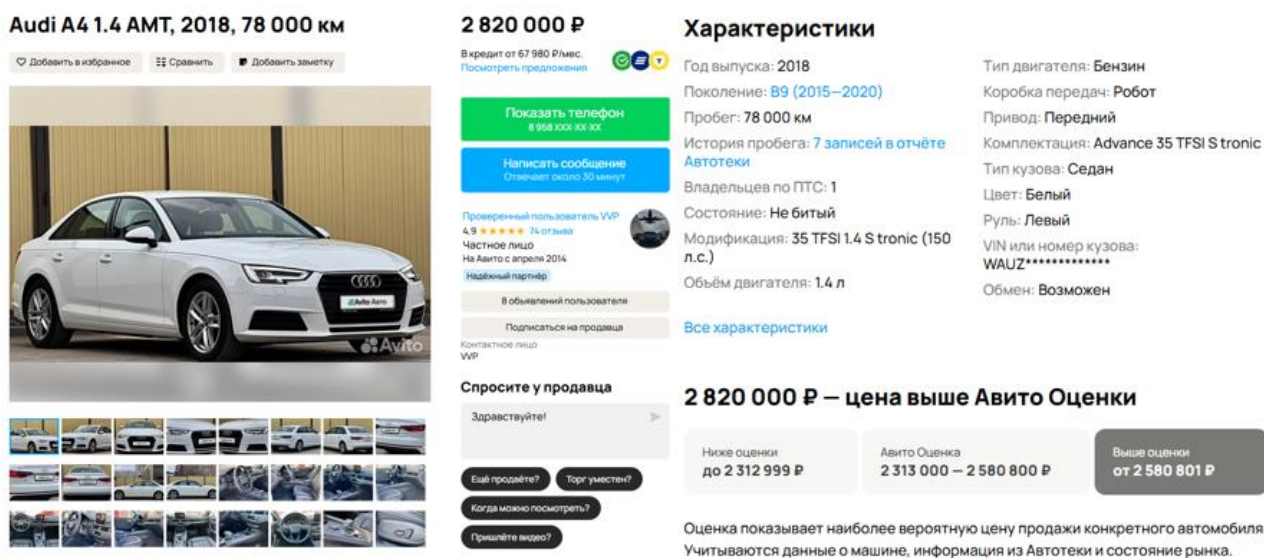 Audi A4 1.4 AMT, 2018, 78 000 км
Добавить в избранное
Сравнить
Добавить заметку
Avito Авто
Avito
2 820 000 ₽
В кредит от 67 980 ₽/мес.
Посмотреть предложения
Показать телефон
8 958 XXX-XX-XX
Написать сообщение
Отвечает около 30 минут
Проверенный пользователь VVP
4,9 ★★★★★ 74 отзыва
Частное лицо
На Авито с апреля 2014
Надёжный партнёр
8 объявлений пользователя
Подписаться на продавца
Контактное лицо
VVP
Спросите у продавца
Здравствуйте!
Ещё продаёте?
Торг уместен?
Когда можно посмотреть?
Пришлёте видео?
Характеристики
Год выпуска: 2018
Поколение: B9 (2015—2020)
Пробег: 78 000 км
История пробега: 7 записей в отчёте
Автотеки
Владельцев по ПТС: 1
Состояние: Не битый
Модификация: 35 TFSI 1.4 S tronic (150
л.с.)
Объём двигателя: 1.4 л
Все характеристики
Тип двигателя: Бензин
Коробка передач: Робот
Привод: Передний
Комплектация: Advance 35 TFSI S tronic
Тип кузова: Седан
Цвет: Белый
Руль: Левый
VIN или номер кузова:
WAUZ*************
Обмен: Возможен
2 820 000 ₽ — цена выше Авито Оценки
Ниже оценки
до 2 312 999 ₽
Авито Оценка
2 313 000 — 2 580 800 ₽
Выше оценки
от 2 580 801 ₽
Оценка показывает наиболее вероятную цену продажи конкретного автомобиля
Учитываются данные о машине, информация из Автотеки и состояние рынка.